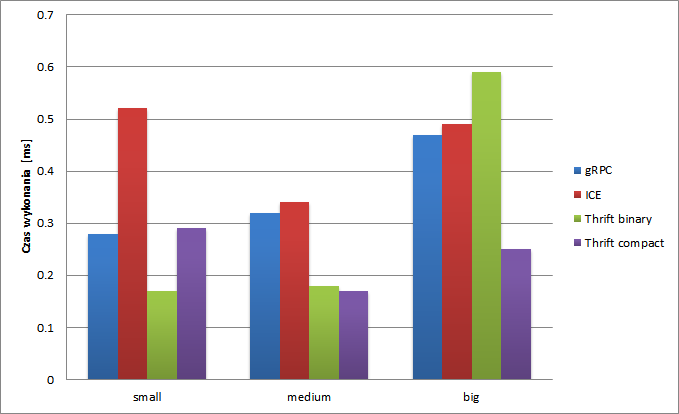 0.7
0.6
0.5
0.4
0.3
0.2
0.1
0
Czas wykonania [ms]
small
medium
big
gRPC
ICE
Thrift binary
Thrift compact